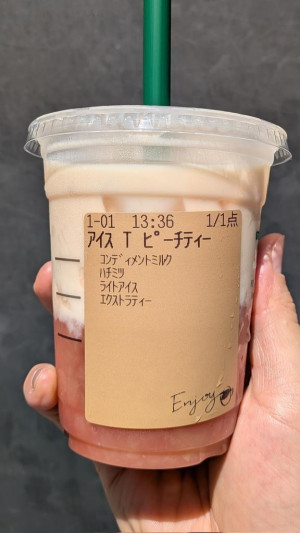 1-01 13:36 1/1点
アイス T ピーチティー
コンディメントミルク
ハチミツ
ライトアイス
エクストラティー
Enjoy